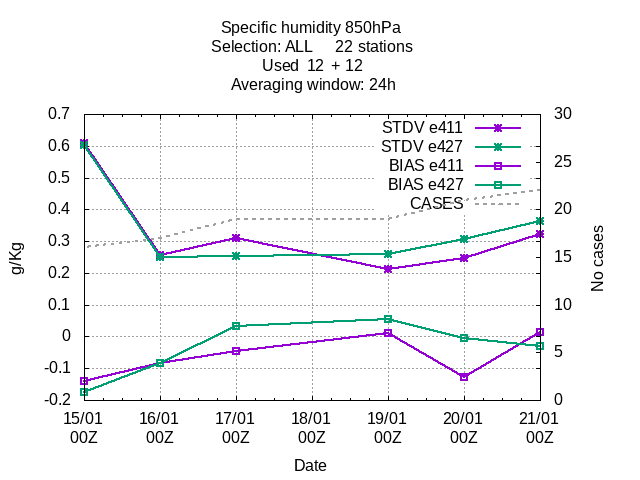 Specific humidity 850hPa
Selection: ALL 22 stations
Used 12 + 12
Averaging window: 24h
0.7
0.6
0.5
0.4
0.3
0.2
0.1
0
-0.1
-0.2
g/Kg
30
25
20
15
10
5
0
No cases
STDV e411
STDV e427
BIAS e411
BIAS e427
CASES
15/01 16/01 17/01 18/01 19/01 20/01 21/01
00Z 00Z 00Z 00Z 00Z 00Z 00Z
Date